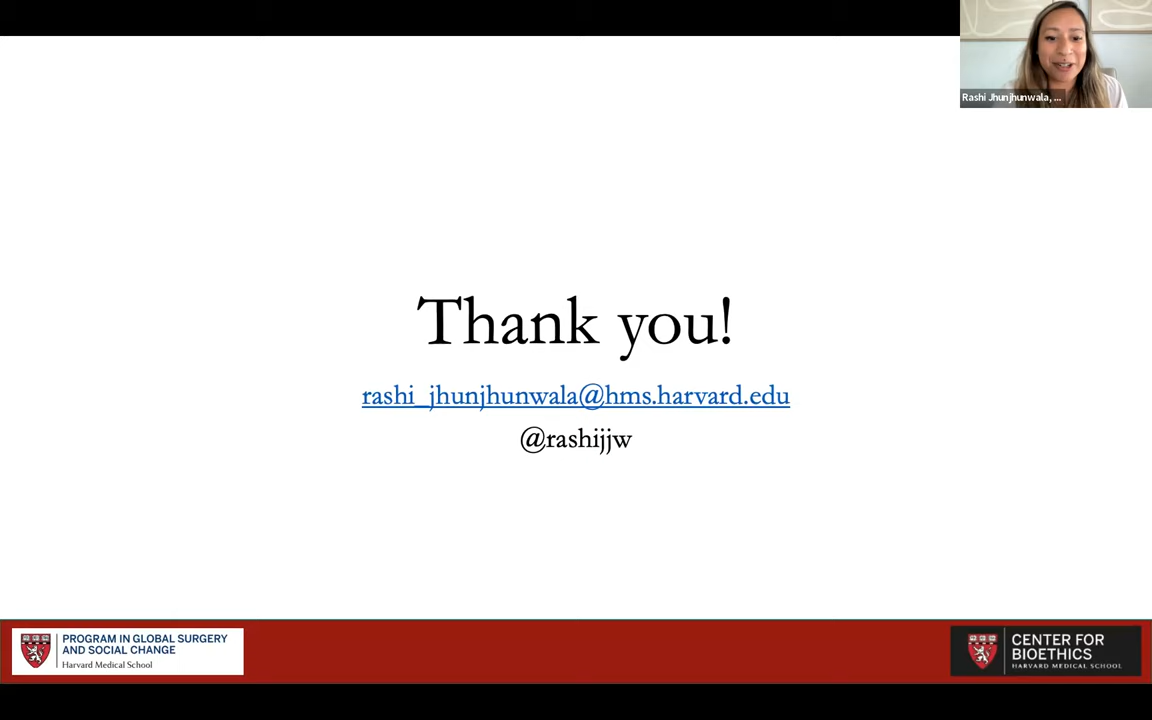 Rashi Jhunjhunwala, ...
Thank you!
rashi_jhunjhunwala@hms.harvard.edu
@rashijjw
PROGRAM IN GLOBAL SURGERY
AND SOCIAL CHANGE
Harvard Medical School
CENTER FOR
BIOETHICS
HARVARD MEDICAL SCHOOL